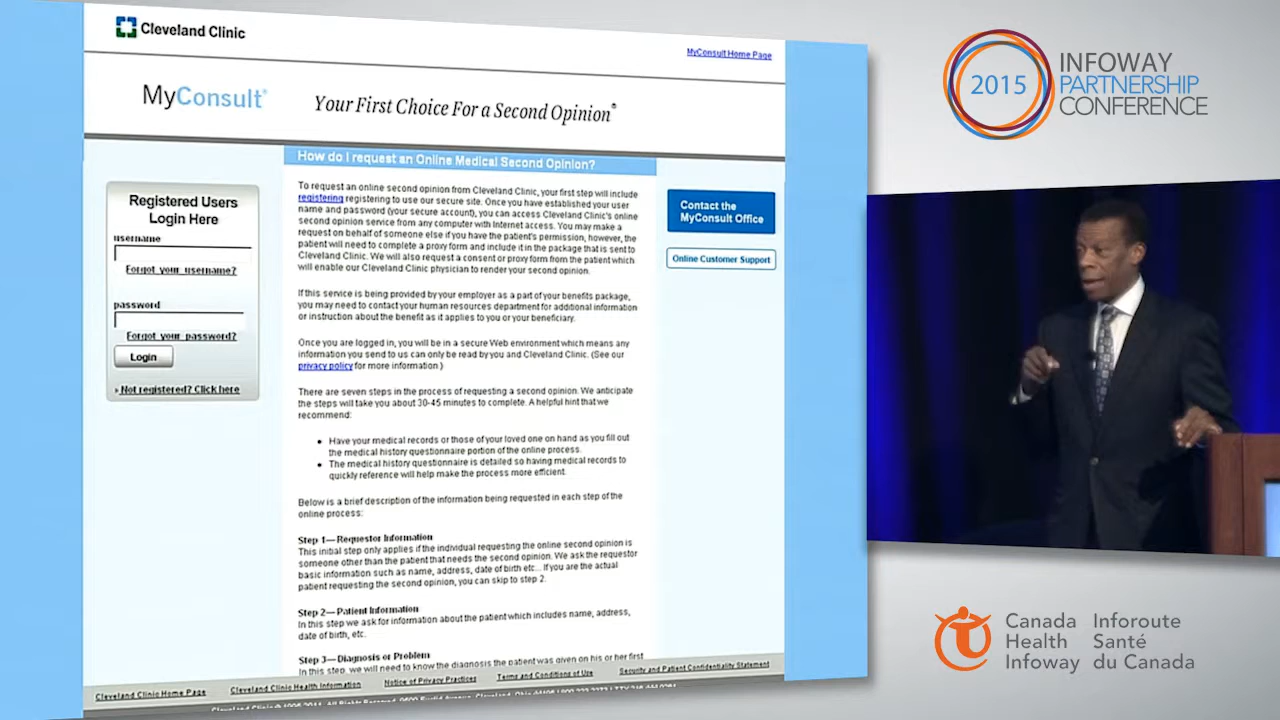 Cleveland Clinic
MyConsult Home Page
MyConsult®
Your First Choice For a Second Opinion®
How do I request an Online Medical Second Opinion?
Registered Users
Login Here
username
Forgot your username?
password
Forgot your password?
Login
Not registered? Click here
To request an online second opinion from Cleveland Clinic, your first step will include
registering registering to use our secure site. Once you have established your user
name and password (your secure account), you can access Cleveland Clinic's online
second opinion service from any computer with Internet access. You may make a
request on behalf of someone else if you have the patient's permission, however, the
patient will need to complete a proxy form and include it in the package that is sent to
Cleveland Clinic. We will also request a consent or proxy form from the patient which
will enable our Cleveland Clinic physician to render your second opinion.
If this service is being provided by your employer as a part of your benefits package,
you may need to contact your human resources department for additional information
or instruction about the benefit as it applies to you or your beneficiary.
Once you are logged in, you will be in a secure Web environment which means any
information you send to us can only be read by you and Cleveland Clinic. (See our
privacy policy for more information )
There are seven steps in the process of requesting a second opinion. We anticipate
the steps will take you about 30-45 minutes to complete. A helpful hint that we
recommend:
• Have your medical records or those of your loved one on hand as you fill out
the medical history questionnaire portion of the online process.
• The medical history questionnaire is detailed so having medical records to
quickly reference will help make the process more efficient.
Below is a brief description of the information being requested in each step of the
online process:
Step 1—Requestor Information
This initial step only applies if the individual requesting the online second opinion is
someone other than the patient that needs the second opinion. We ask the requestor
basic information such as name, address, date of birth etc... If you are the actual
patient requesting the second opinion, you can skip to step 2.
Step 2—Patient Information
In this step we ask for information about the patient which includes name, address,
date of birth, etc.
Step 3—Diagnosis or Problem
In this step, we will need to know the diagnosis the patient was given on his or her first
Contact the
MyConsult Office
Online Customer Support
Cleveland Clinic Home Page
Cleveland Clinic Health Information
Notice of Privacy Practices
Terms and Conditions of Use
Security and Patient Confidentiality Statement
2015
INFOWAY
PARTNERSHIP
CONFERENCE
Canada
Health
Infoway
Inforoute
Santé
du Canada